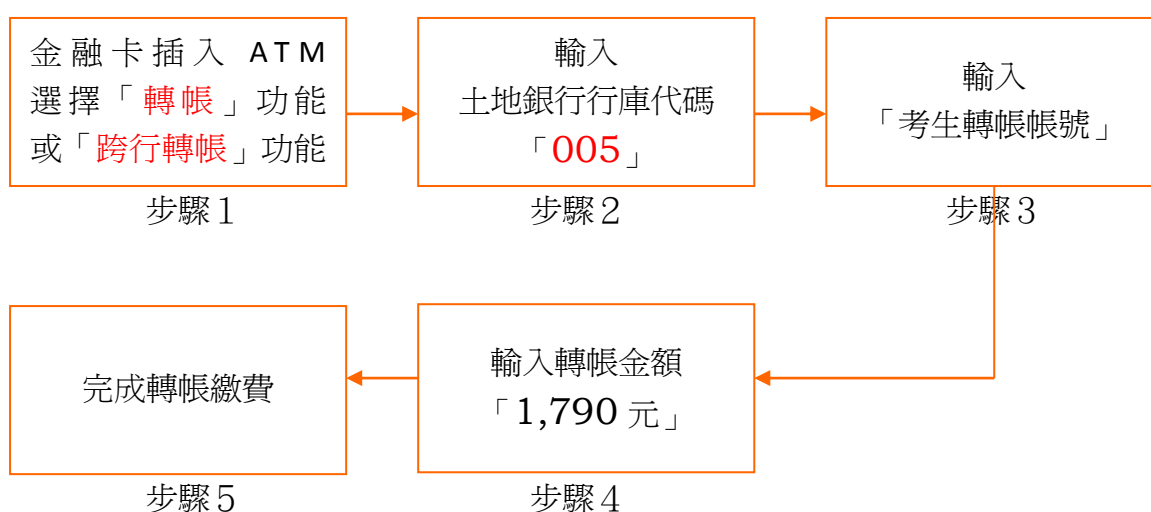 金融卡插入 ATM
選擇「轉帳」功能
或「跨行轉帳」功能
步驟1
輸入
土地銀行行庫代碼
「005」
步驟2
輸入
「考生轉帳帳號」
步驟3
輸入轉帳金額
「1,790 元」
步驟4
完成轉帳繳費
步驟5